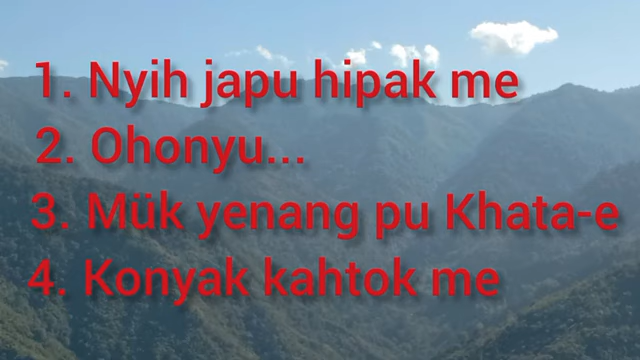 1. Nyih japu hipak me
2. Ohonyu...
3. Mük yenang pu Khata-e
4. Konyak kahtok me